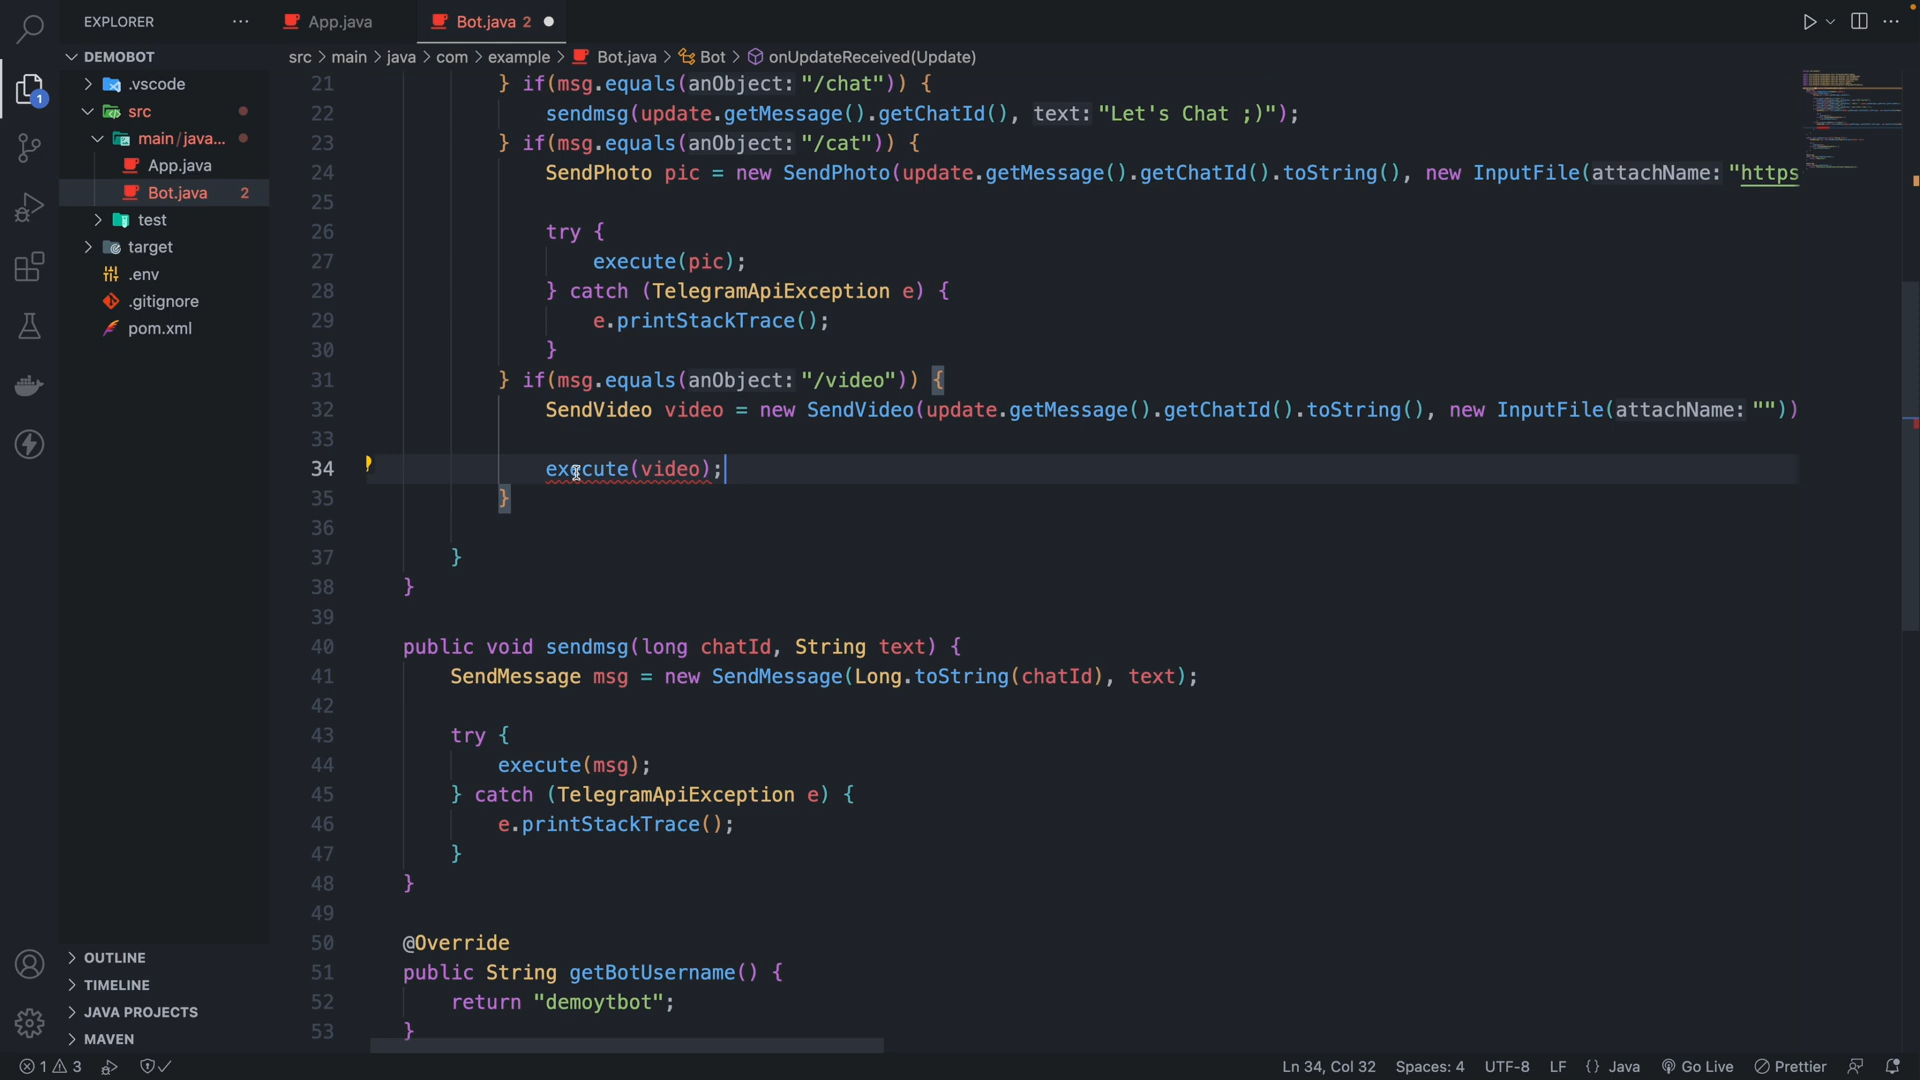 EXPLORER
App.java
Bot.java 2
DEMOBOT
.vscode
src
main/java...
App.java
Bot.java 2
test
target
.env
.gitignore
pom.xml
1
OUTLINE
TIMELINE
JAVA PROJECTS
MAVEN
src > main > java > com > example > Bot.java > Bot > onUpdateReceived(Update)
21 } if(msg.equals(anObject: "/chat")) {
22 sendmsg(update.getMessage().getChatId(), text: "Let's Chat ;)");
23 } if(msg.equals(anObject: "/cat")) {
24 SendPhoto pic = new SendPhoto(update.getMessage().getChatId().toString(), new InputFile(attachName: "https
25
26 try {
27 execute(pic);
28 } catch (TelegramApiException e) {
29 e.printStackTrace();
30 }
31 } if(msg.equals(anObject: "/video")) {
32 SendVideo video = new SendVideo(update.getMessage().getChatId().toString(), new InputFile(attachName: ""))
33
34 execute(video);
35 }
36
37 }
38 }
39
40 public void sendmsg(long chatId, String text) {
41 SendMessage msg = new SendMessage(Long.toString(chatId), text);
42
43 try {
44 execute(msg);
45 } catch (TelegramApiException e) {
46 e.printStackTrace();
47 }
48 }
49
50 @Override
51 public String getBotUsername() {
52 return "demoytbot";
53 }
1 3
Ln 34, Col 32 Spaces: 4 UTF-8 LF {} Java Go Live Prettier